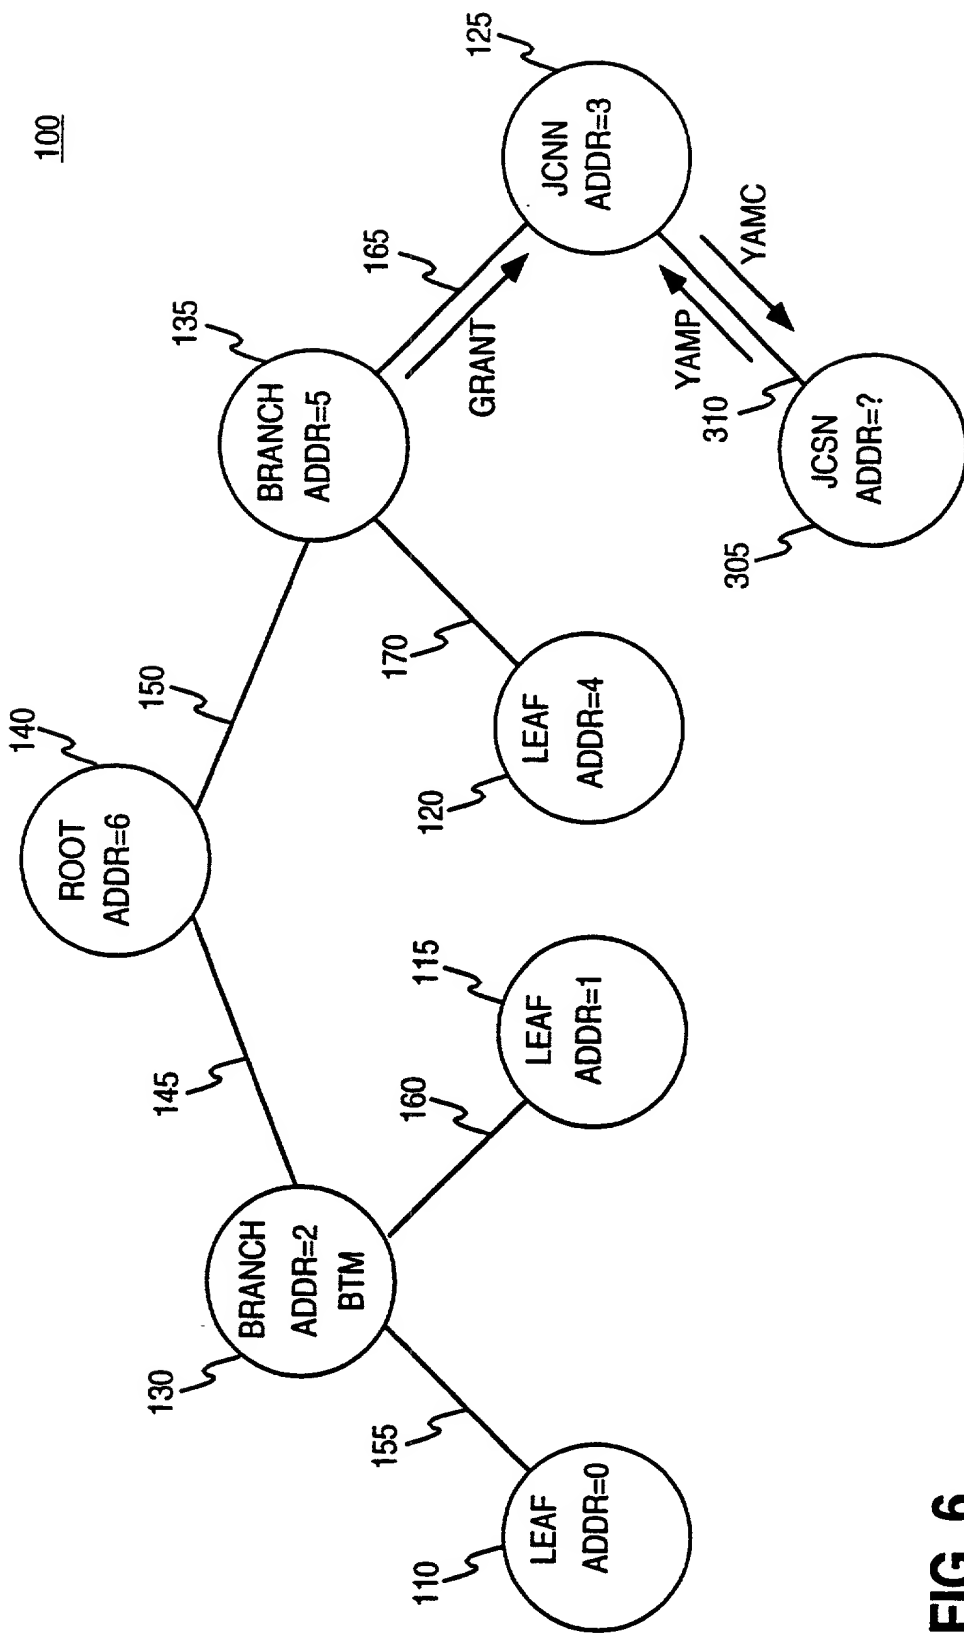 100
140
ROOT
ADDR=6
145
150
130
BRANCH
ADDR=2
BTM
135
BRANCH
ADDR=5
155
160
170
165
GRANT
110
LEAF
ADDR=0
115
LEAF
ADDR=1
120
LEAF
ADDR=4
125
JCNN
ADDR=3
YAMP
YAMC
310
305
JCSN
ADDR=?
FIG. 6